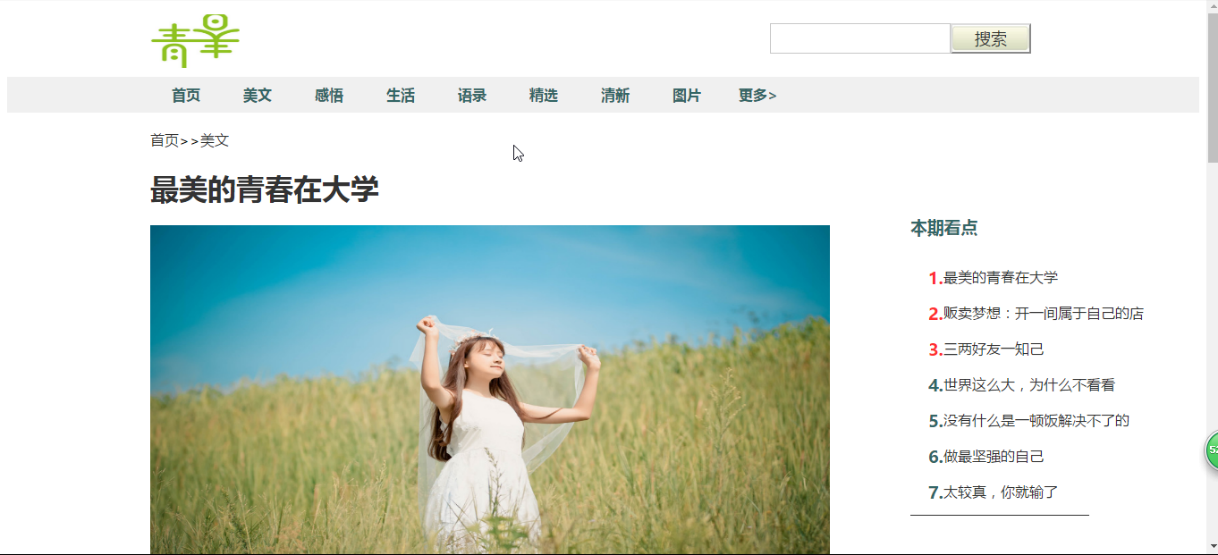 青墨
搜索
首页 美文 感悟 生活 语录 精选 清新 图片 更多>
首页>>美文
最美的青春在大学
本期看点
1.最美的青春在大学
2.贩卖梦想：开一间属于自己的店
3.三两好友一知己
4.世界这么大，为什么不看看
5.没有什么是一顿饭解决不了的
6.做最坚强的自己
7.太较真，你就输了